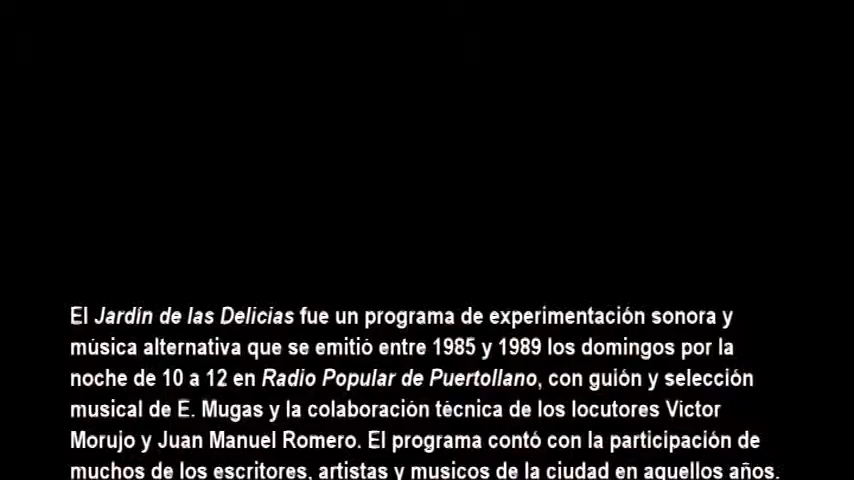 El Jardín de las Delicias fue un programa de experimentación sonora y
música alternativa que se emitió entre 1985 y 1989 los domingos por la
noche de 10 a 12 en Radio Popular de Puertollano, con guión y selección
musical de E. Mugas y la colaboración técnica de los locutores Víctor
Morujo y Juan Manuel Romero. El programa contó con la participación de
muchos de los escritores, artistas y musicos de la ciudad en aquellos años.